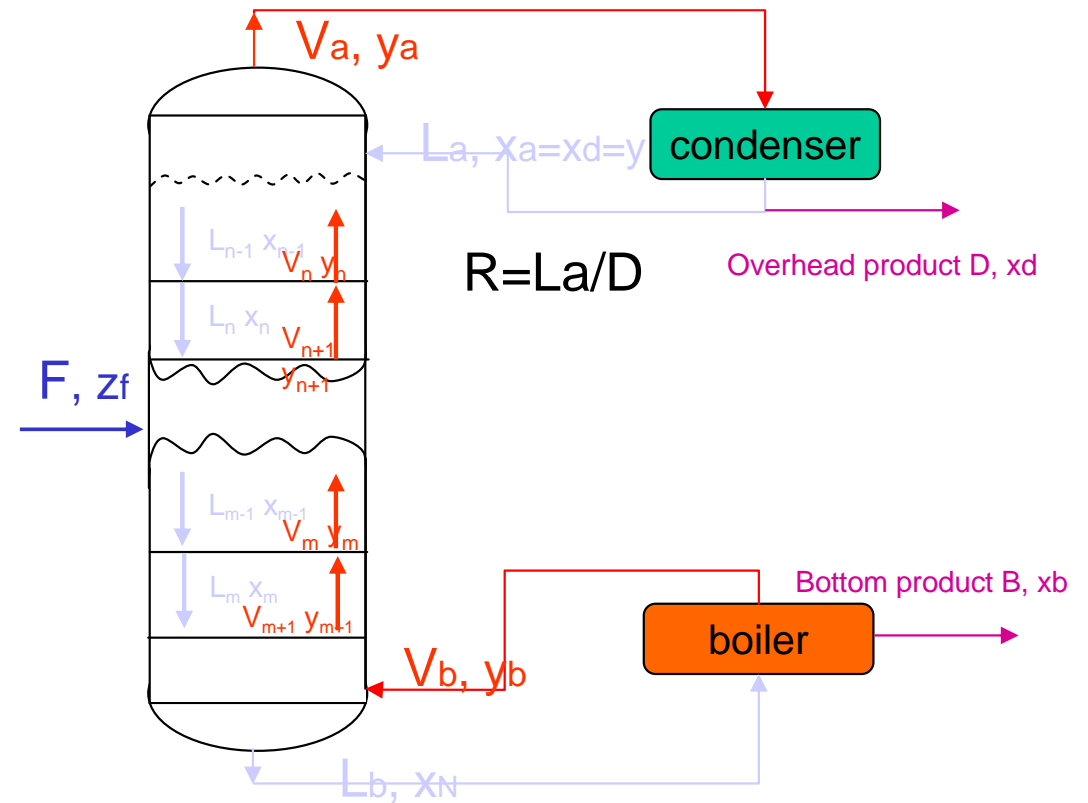 Va, ya
La, xa=xd=y
condenser
Ln-1 xn-1
Vn yn
R=La/D
Overhead product D, xd
Ln xn
Vn+1
yn+1
F, zf
Lm-1 xm-1
Vm ym
Lm xm
Vm+1 ym+1
Bottom product B, xb
boiler
Vb, yb
Lb, xN